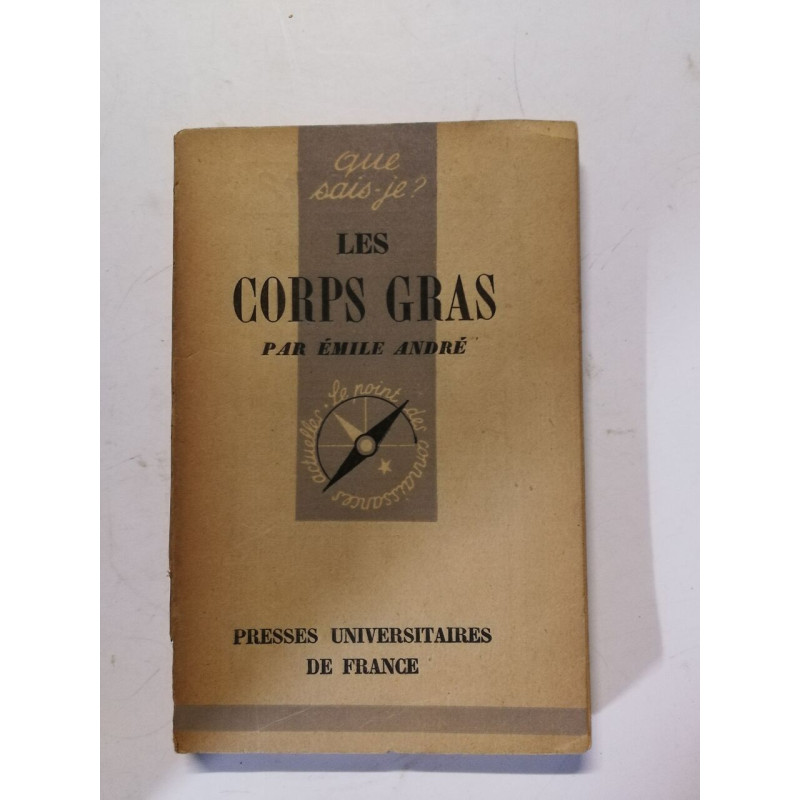 que
sais-je?
LES
CORPS GRAS
PAR ÉMILE ANDRÉ
Le point des connaissances actuelles.
PRESSES UNIVERSITAIRES
DE FRANCE